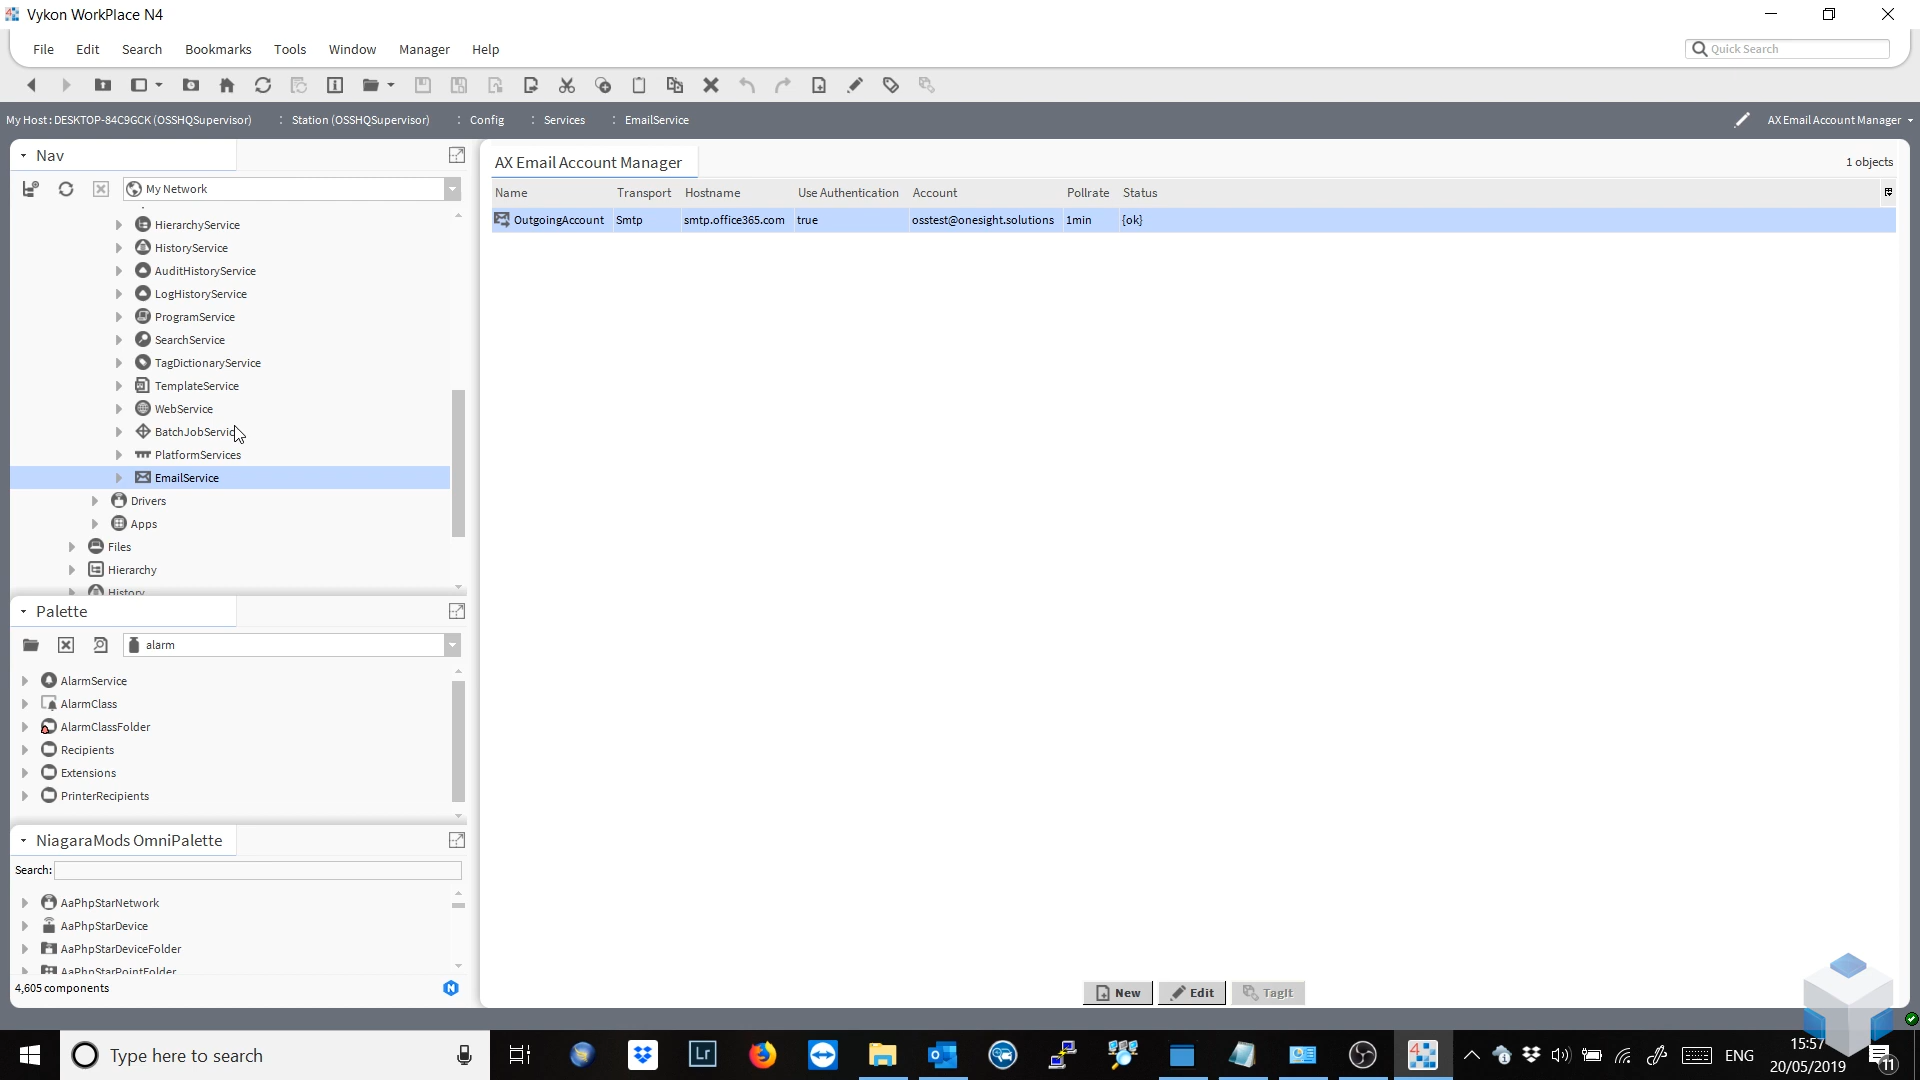 Vykon WorkPlace N4
File Edit Search Bookmarks Tools Window Manager Help
Quick Search
My Host : DESKTOP-84C9GCK (OSSHQSupervisor) : Station (OSSHQSupervisor) : Config : Services : EmailService
AX Email Account Manager
Nav
My Network
HierarchyService
HistoryService
AuditHistoryService
LogHistoryService
ProgramService
SearchService
TagDictionaryService
TemplateService
WebService
BatchJobServic
PlatformServices
EmailService
Drivers
Apps
Files
Hierarchy
History
Palette
alarm
AlarmService
AlarmClass
AlarmClassFolder
Recipients
Extensions
PrinterRecipients
NiagaraMods OmniPalette
Search:
AaPhpStarNetwork
AaPhpStarDevice
AaPhpStarDeviceFolder
AaPhpStarPointFolder
4,605 components
AX Email Account Manager
1 objects
Name Transport Hostname Use Authentication Account Pollrate Status
OutgoingAccount Smtp smtp.office365.com true osstest@onesight.solutions 1min {ok}
New Edit TagIt
Type here to search
Lr
ENG
15:57
20/05/2019
11